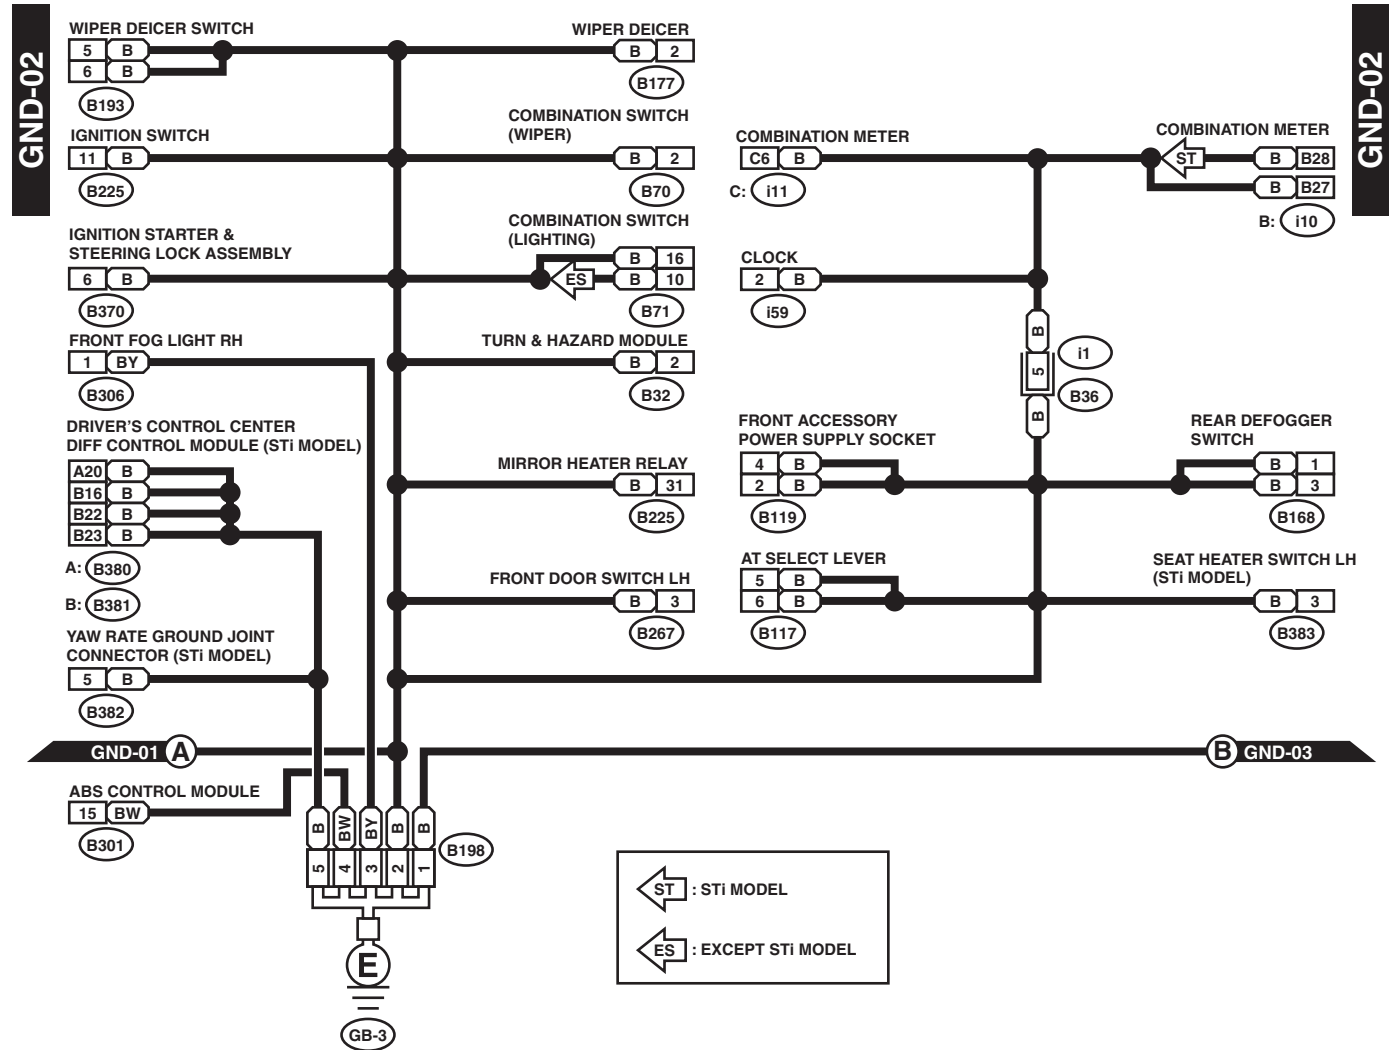 GND-02
GND-02
WIPER DEICER SWITCH
5 B
6 B
B193
IGNITION SWITCH
11 B
B225
IGNITION STARTER &
STEERING LOCK ASSEMBLY
6 B
B370
FRONT FOG LIGHT RH
1 BY
B306
DRIVER'S CONTROL CENTER
DIFF CONTROL MODULE (STi MODEL)
A20 B
B16 B
B22 B
B23 B
A: B380
B: B381
YAW RATE GROUND JOINT
CONNECTOR (STi MODEL)
5 B
B382
GND-01 A
ABS CONTROL MODULE
15 BW
B301
WIPER DEICER
B 2
B177
COMBINATION SWITCH
(WIPER)
B 2
B70
COMBINATION SWITCH
(LIGHTING)
B 16
ES B 10
B71
TURN & HAZARD MODULE
B 2
B32
MIRROR HEATER RELAY
B 31
B225
FRONT DOOR SWITCH LH
B 3
B267
COMBINATION METER
C6 B
C: i11
CLOCK
2 B
i59
FRONT ACCESSORY
POWER SUPPLY SOCKET
4 B
2 B
B119
AT SELECT LEVER
5 B
6 B
B117
B
5
B
i1
B36
COMBINATION METER
ST B B28
B B27
B: i10
REAR DEFOGGER
SWITCH
B 1
B 3
B168
SEAT HEATER SWITCH LH
(STi MODEL)
B 3
B383
B GND-03
B BW BY B B
5 4 3 2 1
B198
E
GB-3
ST : STi MODEL
ES : EXCEPT STi MODEL